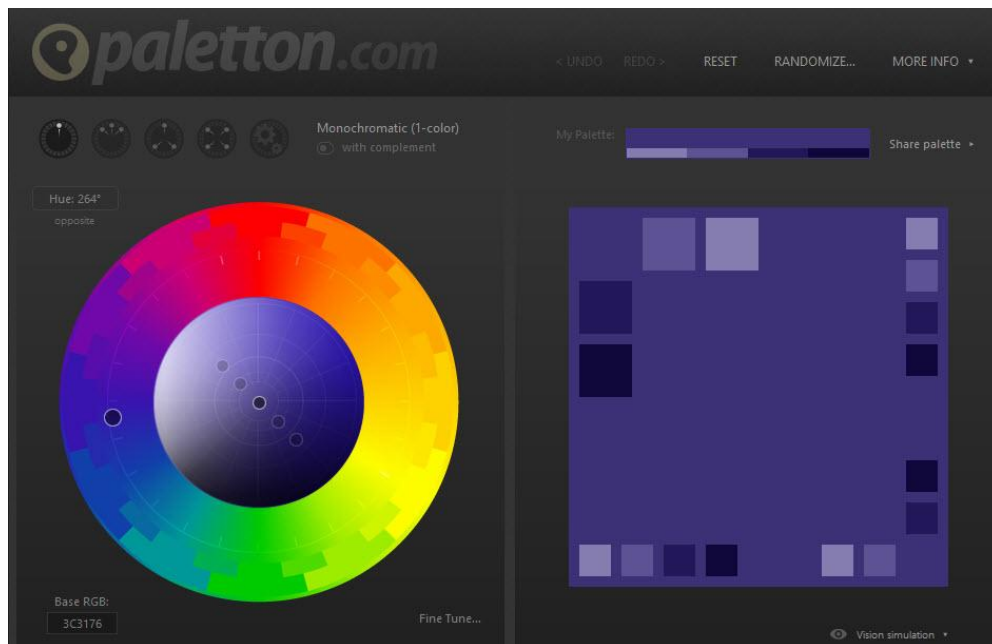 paletton.com
< UNDO REDO > RESET RANDOMIZE... MORE INFO ▾
Monochromatic (1-color)
with complement
My Palette:
Share palette ▸
Hue: 264°
opposite
Base RGB:
3C3176
Fine Tune...
Vision simulation ▾